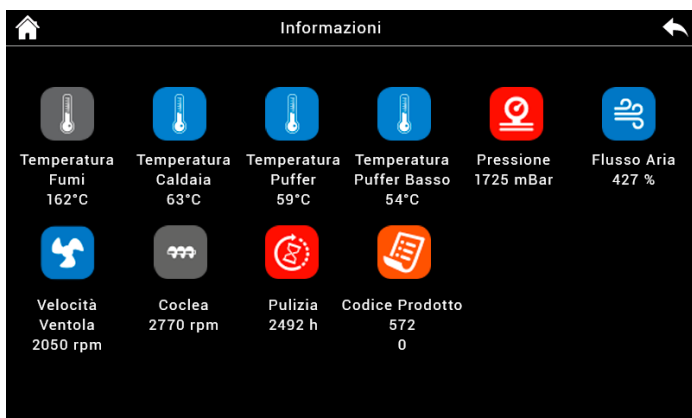 Informazioni
Temperatura
Fumi
162°C
Temperatura
Caldaia
63°C
Temperatura
Puffer
59°C
Temperatura
Puffer Basso
54°C
Pressione
1725 mBar
Flusso Aria
427 %
Velocità
Ventola
2050 rpm
Coclea
2770 rpm
Pulizia
2492 h
Codice Prodotto
572
0